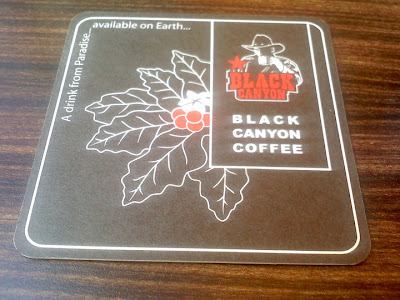 A drink from Paradise...available on Earth...
BLACK
CANYON
BLACK
CANYON
COFFEE